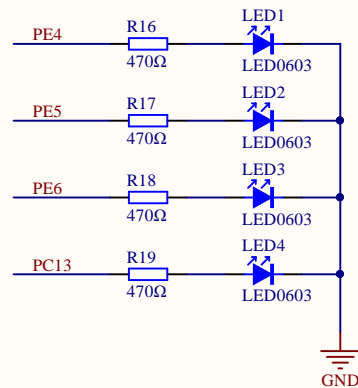 LED1
PE4 R16
470Ω LED0603
LED2
PE5 R17
470Ω LED0603
LED3
PE6 R18
470Ω LED0603
LED4
PC13 R19
470Ω LED0603
GND